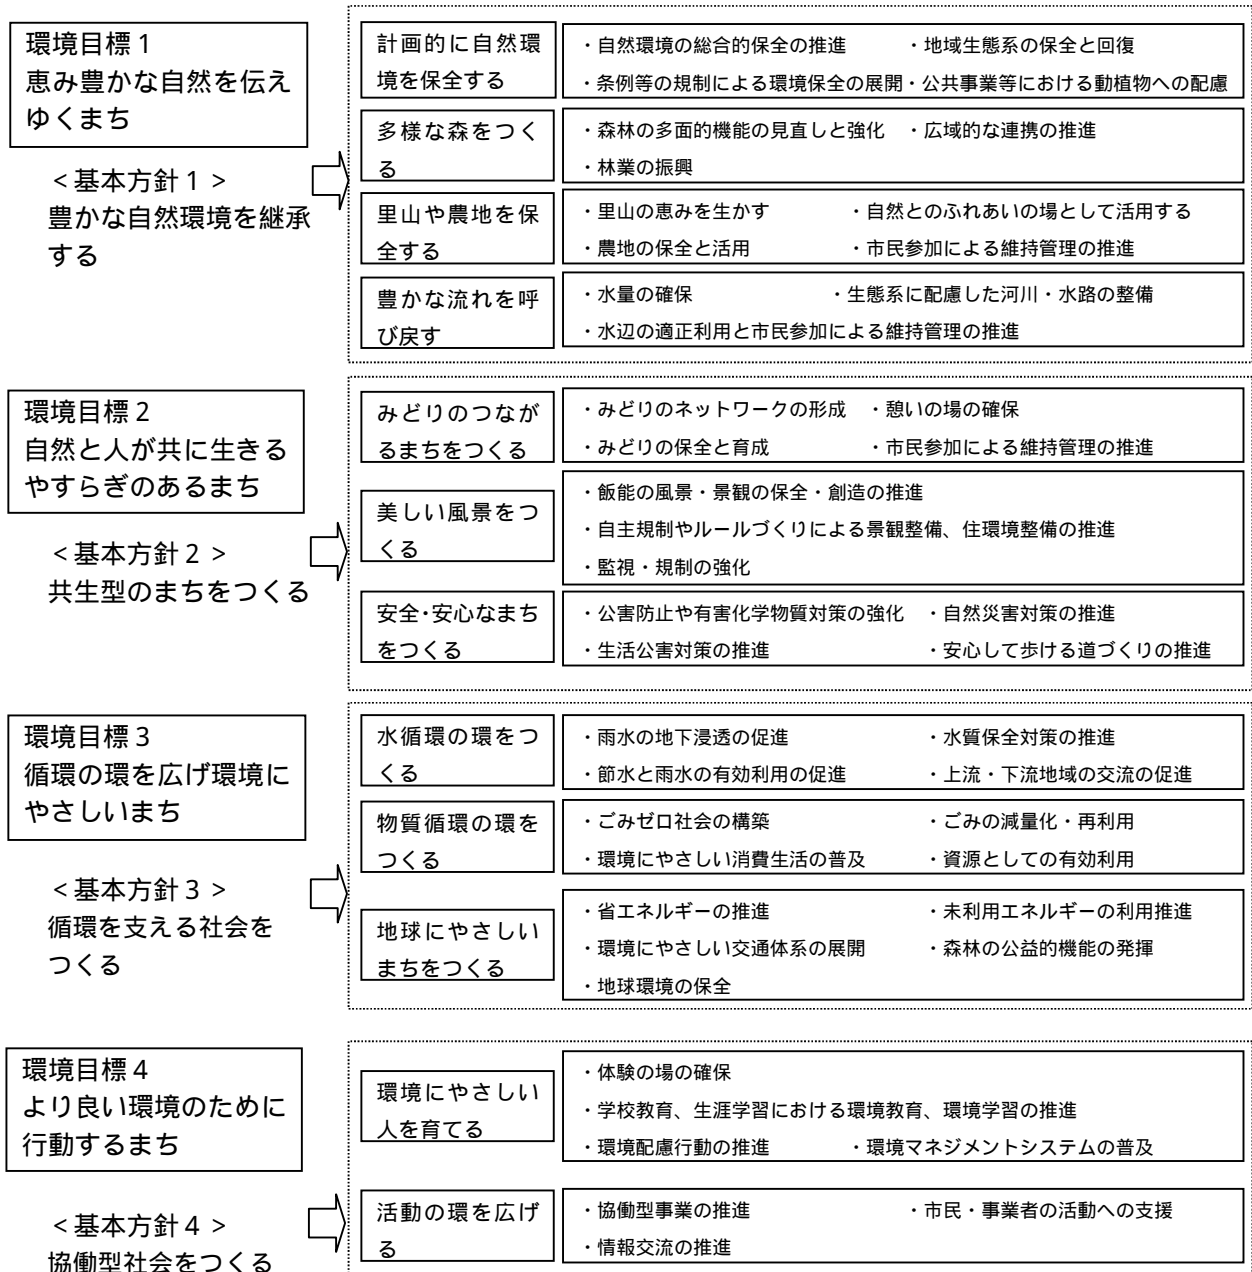 環境目標1
恵み豊かな自然を伝え
ゆくまち
<基本方針1>
豊かな自然環境を継承
する
計画的に自然環
境を保全する
・自然環境の総合的保全の推進 ・地域生態系の保全と回復
・条例等の規制による環境保全の展開・公共事業等における動植物への配慮
多様な森をつく
る
・森林の多面的機能の見直しと強化 ・広域的な連携の推進
・林業の振興
里山や農地を保
全する
・里山の恵みを生かす ・自然とのふれあいの場として活用する
・農地の保全と活用 ・市民参加による維持管理の推進
豊かな流れを呼
び戻す
・水量の確保 ・生態系に配慮した河川・水路の整備
・水辺の適正利用と市民参加による維持管理の推進
環境目標2
自然と人が共に生きる
やすらぎのあるまち
<基本方針2>
共生型のまちをつくる
みどりのつなが
るまちをつくる
・みどりのネットワークの形成 ・憩いの場の確保
・みどりの保全と育成 ・市民参加による維持管理の推進
美しい風景をつ
くる
・飯能の風景・景観の保全・創造の推進
・自主規制やルールづくりによる景観整備、住環境整備の推進
・監視・規制の強化
安全・安心なまち
をつくる
・公害防止や有害化学物質対策の強化 ・自然災害対策の推進
・生活公害対策の推進 ・安心して歩ける道づくりの推進
環境目標3
循環の環を広げ環境に
やさしいまち
<基本方針3>
循環を支える社会を
つくる
水循環の環をつ
くる
・雨水の地下浸透の促進 ・水質保全対策の推進
・節水と雨水の有効利用の促進 ・上流・下流地域の交流の促進
物質循環の環を
つくる
・ごみゼロ社会の構築 ・ごみの減量化・再利用
・環境にやさしい消費生活の普及 ・資源としての有効利用
地球にやさしい
まちをつくる
・省エネルギーの推進 ・未利用エネルギーの利用推進
・環境にやさしい交通体系の展開 ・森林の公益的機能の発揮
・地球環境の保全
環境目標4
より良い環境のために
行動するまち
<基本方針4>
協働型社会をつくる
環境にやさしい
人を育てる
・体験の場の確保
・学校教育、生涯学習における環境教育、環境学習の推進
・環境配慮行動の推進 ・環境マネジメントシステムの普及
活動の環を広げ
る
・協働型事業の推進 ・市民・事業者の活動への支援
・情報交流の推進